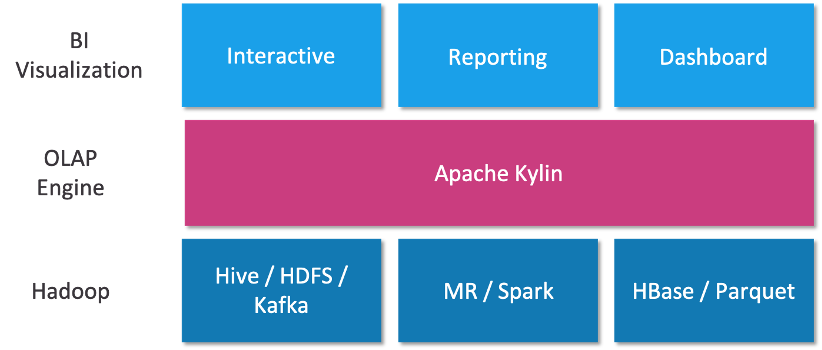 BI
Visualization
Interactive
Reporting
Dashboard
OLAP
Engine
Apache Kylin
Hadoop
Hive / HDFS /
Kafka
MR / Spark
HBase / Parquet